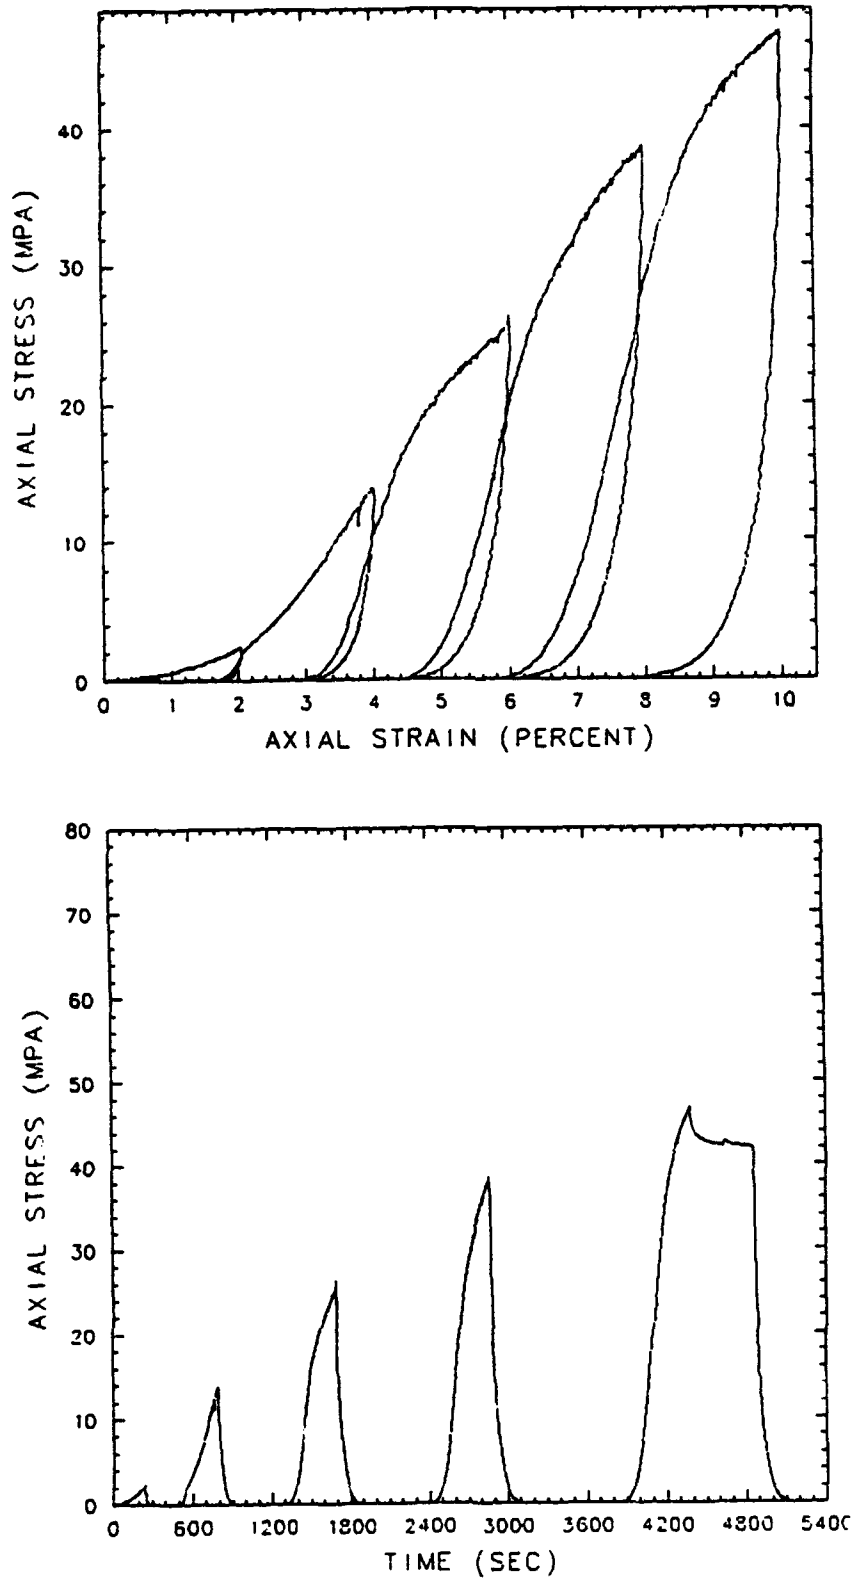 40
30
20
10
0
AXIAL STRESS (MPA)
0 1 2 3 4 5 6 7 8 9 10
AXIAL STRAIN (PERCENT)
80
70
60
50
40
30
20
10
0
AXIAL STRESS (MPA)
0 600 1200 1800 2400 3000 3600 4200 4800 5400
TIME (SEC)